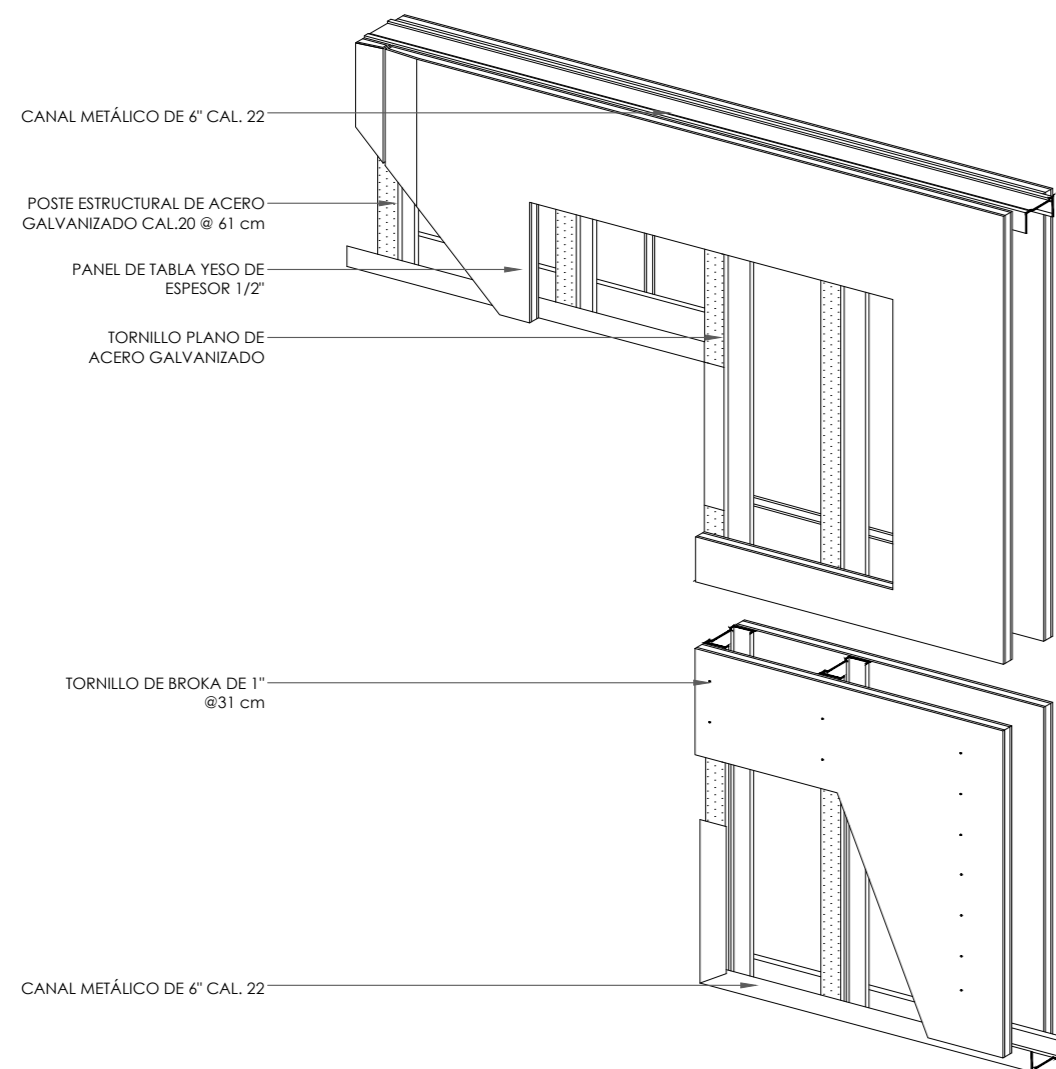 CANAL METÁLICO DE 6" CAL. 22
POSTE ESTRUCTURAL DE ACERO
GALVANIZADO CAL.20 @ 61 cm
PANEL DE TABLA YESO DE
ESPESOR 1/2"
TORNILLO PLANO DE
ACERO GALVANIZADO
TORNILLO DE BROKA DE 1"
@31 cm
CANAL METÁLICO DE 6" CAL. 22